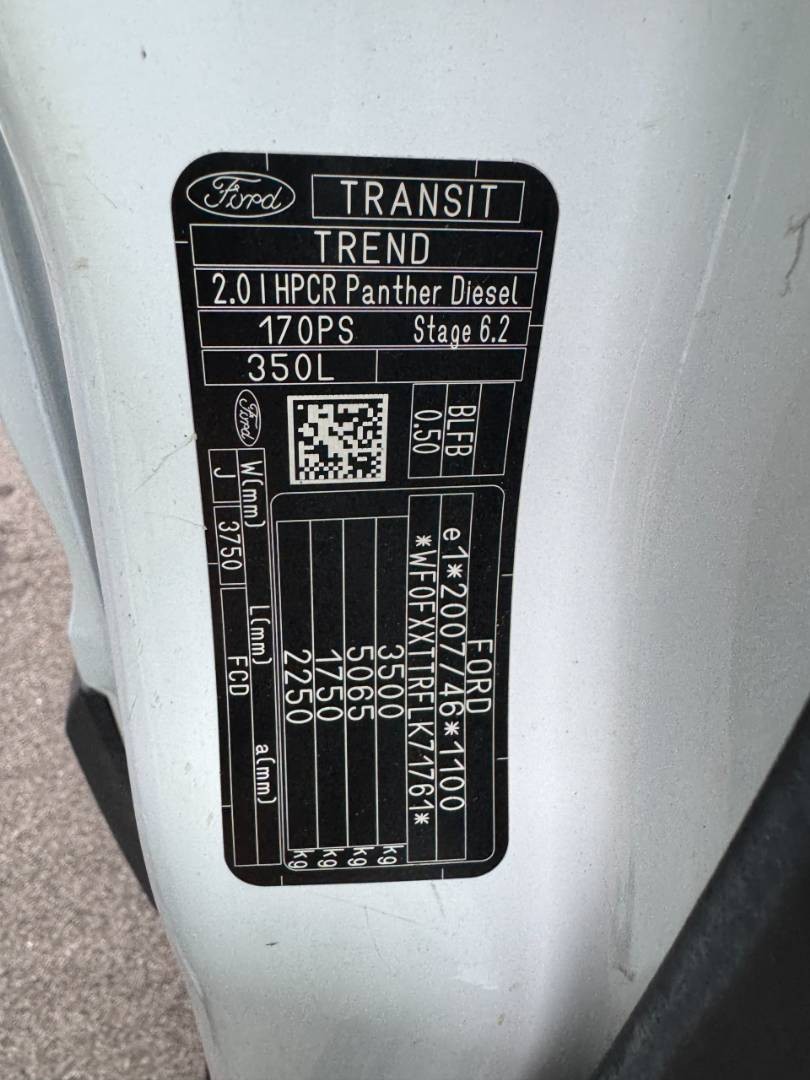 Ford
TRANSIT
TREND
2.0 l HPCR Panther Diesel
170PS Stage 6.2
350L
Ford
BLFB
0.50
FORD
e1*2007/46*1100
*WF0FXXTTRFLK71761*
3500 kg
5065 kg
1750 kg
2250 kg
W(mm) L(mm) a(mm)
J 3750 FCD